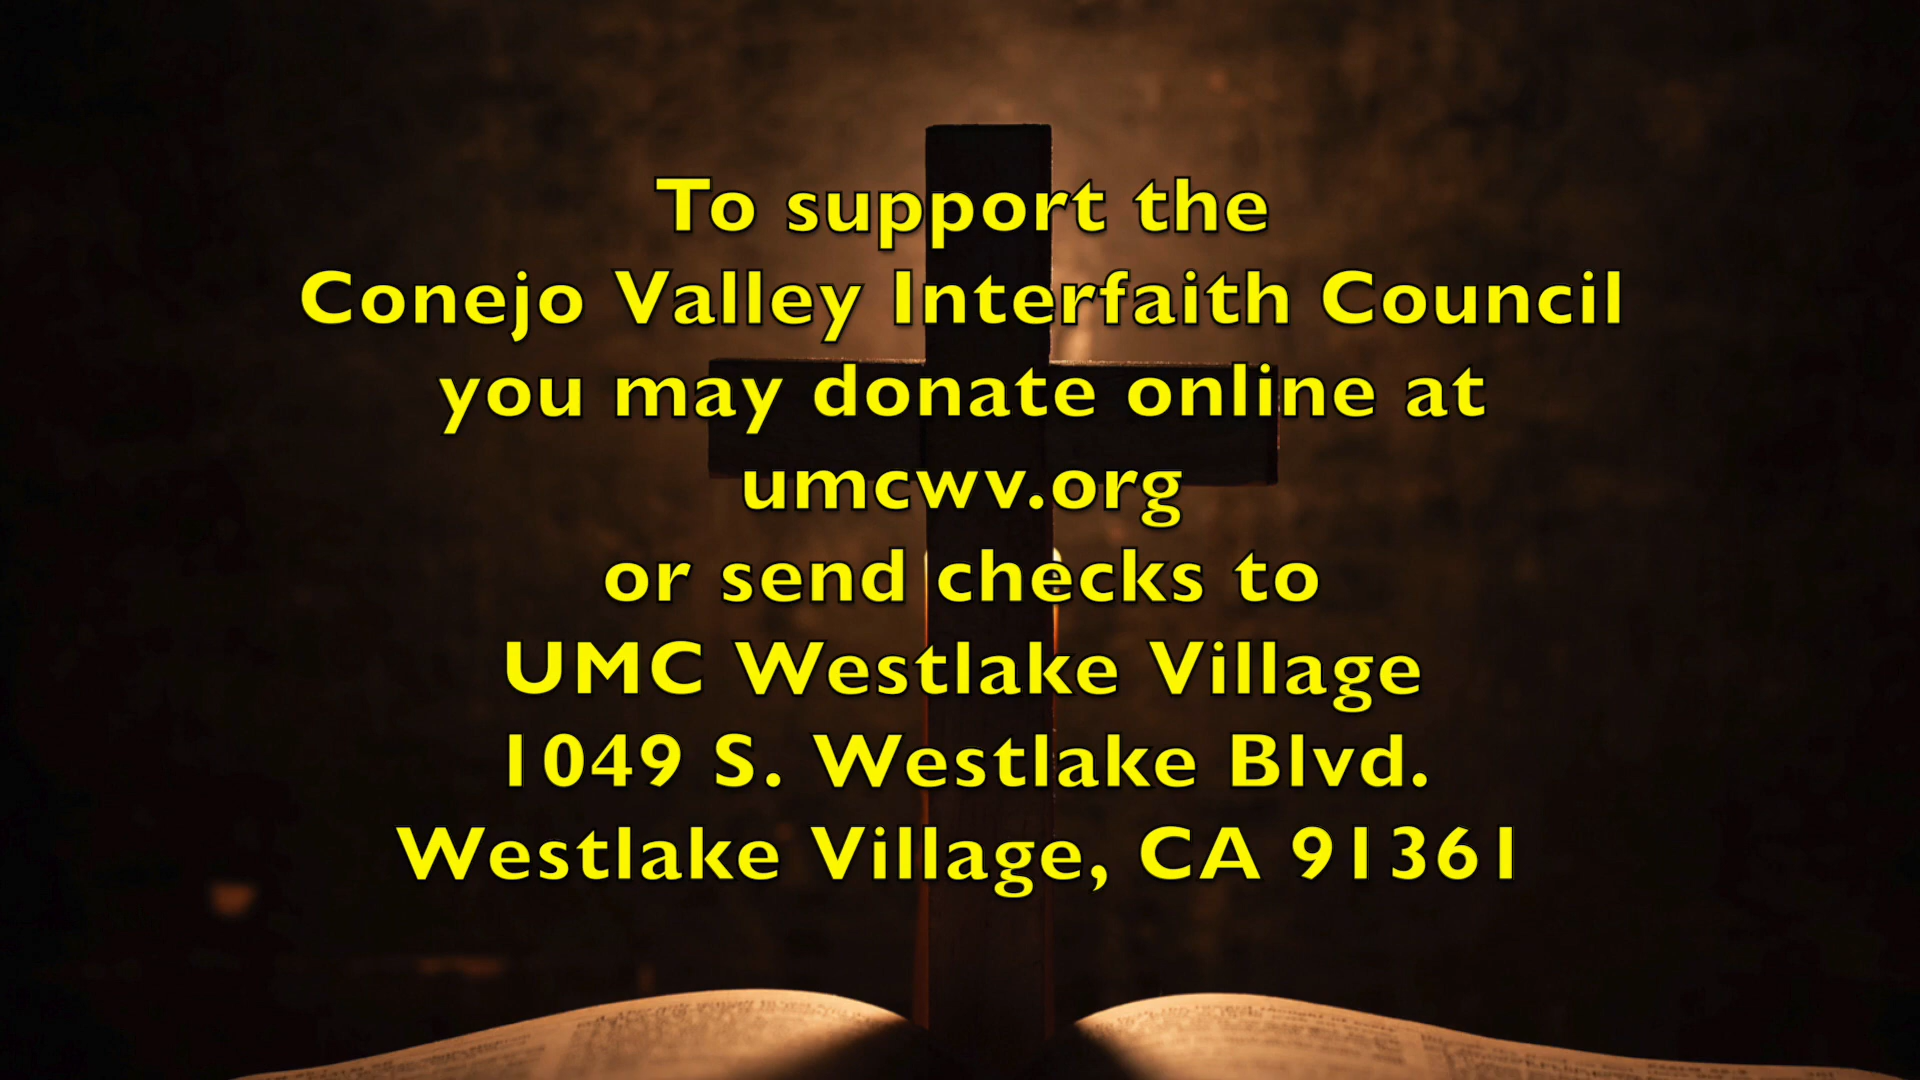 To support the
Conejo Valley Interfaith Council
you may donate online at
umcwv.org
or send checks to
UMC Westlake Village
1049 S. Westlake Blvd.
Westlake Village, CA 91361